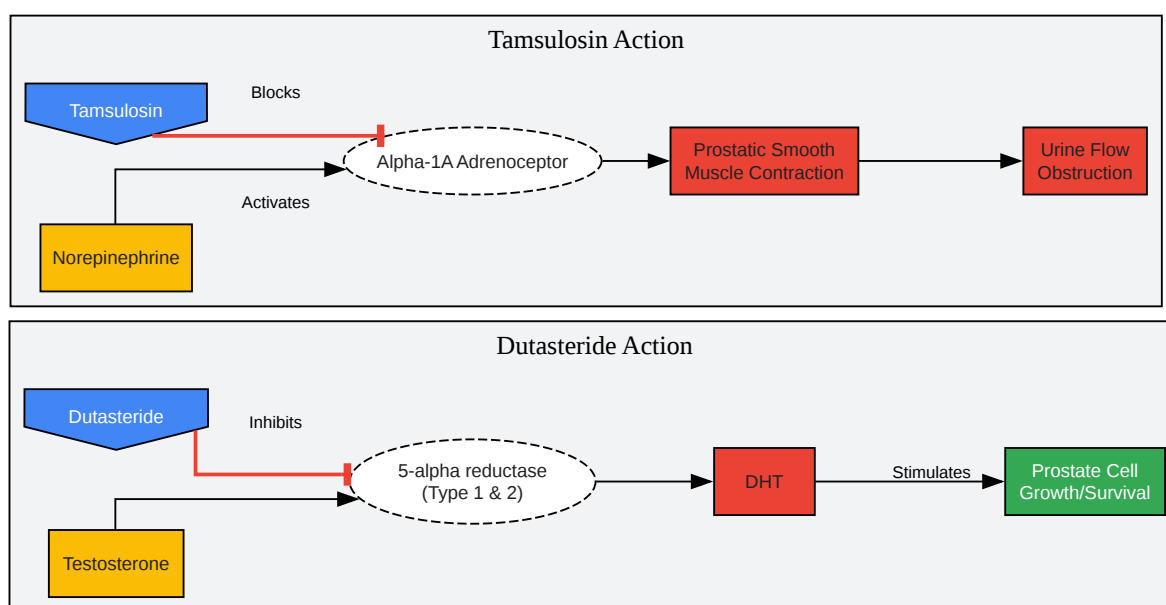 Tamsulosin Action
Tamsulosin
Blocks
Alpha-1A Adrenoceptor
Prostatic Smooth
Muscle Contraction
Urine Flow
Obstruction
Activates
Norepinephrine
Dutasteride Action
Dutasteride
Inhibits
5-alpha reductase
(Type 1 & 2)
DHT
Stimulates
Prostate Cell
Growth/Survival
Testosterone